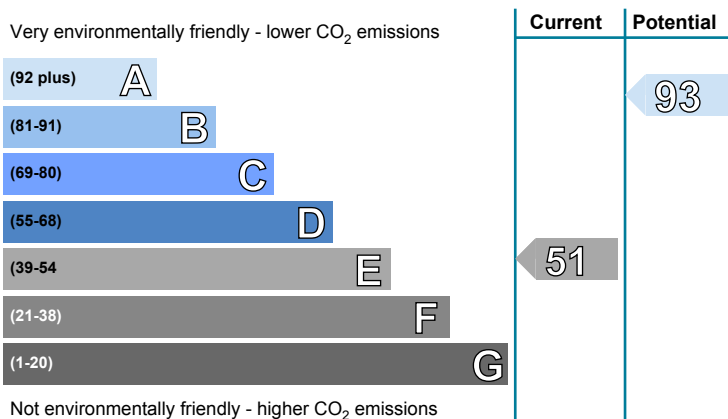 Current Potential
Very environmentally friendly - lower CO2 emissions
(92 plus) A
93
(81-91) B
(69-80) C
(55-68) D
(39-54 E
51
(21-38) F
(1-20) G
Not environmentally friendly - higher CO2 emissions